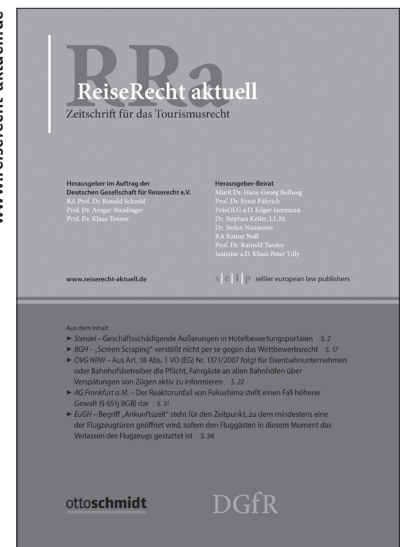 www.reiserecht-aktuell.de
RRa
ReiseRecht aktuell
Zeitschrift für das Tourismusrecht
Herausgeber im Auftrag der
Deutschen Gesellschaft für Reiserecht e.V.
RA Prof. Dr. Ronald Schmid
Prof. Dr. Ansgar Staudinger
Prof. Dr. Klaus Tonner
Herausgeber-Beirat
MinR Dr. Hans-Georg Bollweg
Prof. Dr. Ernst Führich
PräsOLG a.D. Edgar Isermann
Dr. Stephan Keiler, LL.M.
Dr. Stefan Naumann
RA Rainer Noll
Prof. Dr. Rainald Taesler
Justiziar a.D. Klaus-Peter Tilly
www.reiserecht-aktuell.de
s|e|l|p sellier european law publishers
Aus dem Inhalt
► Stenzel – Geschäftsschädigende Äußerungen in Hotelbewertungsportalen S. 2
► BGH – „Screen Scraping“ verstößt nicht per se gegen das Wettbewerbsrecht S. 17
► OVG NRW – Aus Art. 18 Abs. 1 VO (EG) Nr. 1371/2007 folgt für Eisenbahnunternehmen
oder Bahnhofsbetreiber die Pflicht, Fahrgäste an allen Bahnhöfen über
Verspätungen von Zügen aktiv zu informieren S. 22
► AG Frankfurt a.M. – Der Reaktorunfall von Fukushima stellt einen Fall höherer
Gewalt (§ 651j BGB) dar S. 31
► EuGH – Begriff „Ankunftszeit“ steht für den Zeitpunkt, zu dem mindestens eine
der Flugzeugtüren geöffnet wird, sofern den Fluggästen in diesem Moment das
Verlassen des Flugzeugs gestattet ist S. 38
ottoschmidt
DGfR